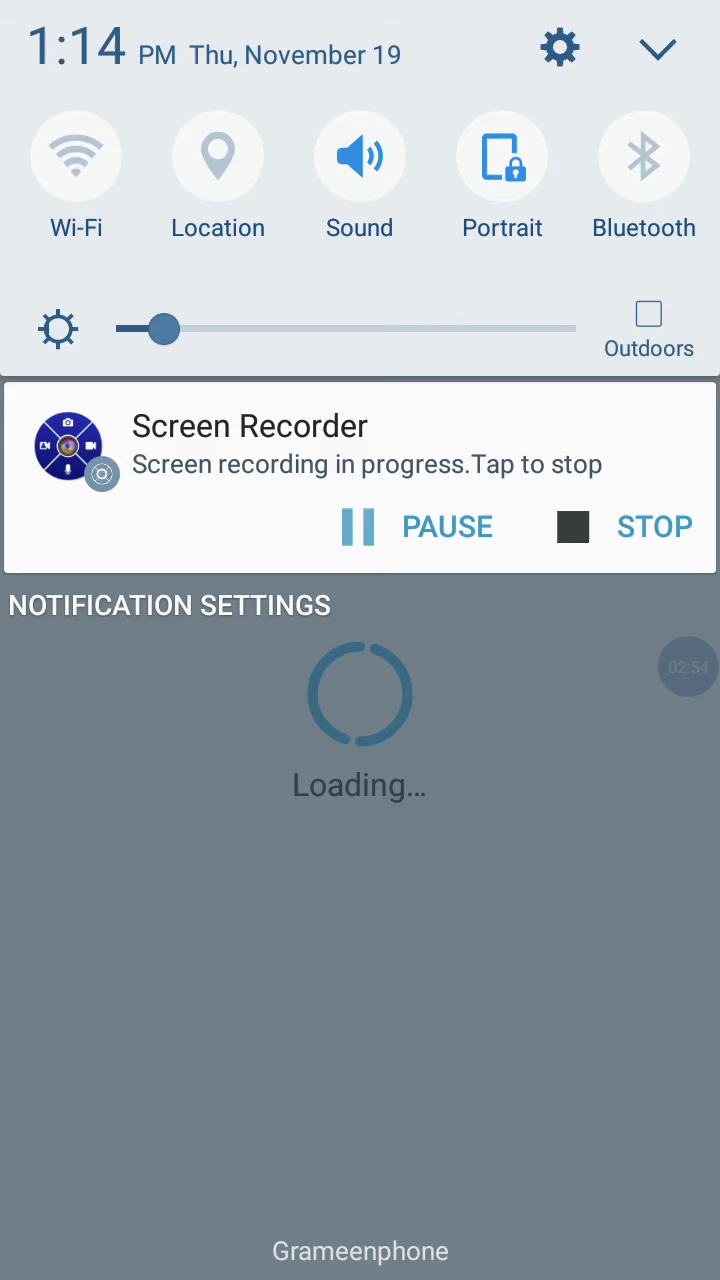 1:14 PM Thu, November 19
Wi-Fi Location Sound Portrait Bluetooth
Outdoors
Screen Recorder
Screen recording in progress.Tap to stop
PAUSE STOP
NOTIFICATION SETTINGS
02:54
Loading...
Grameenphone